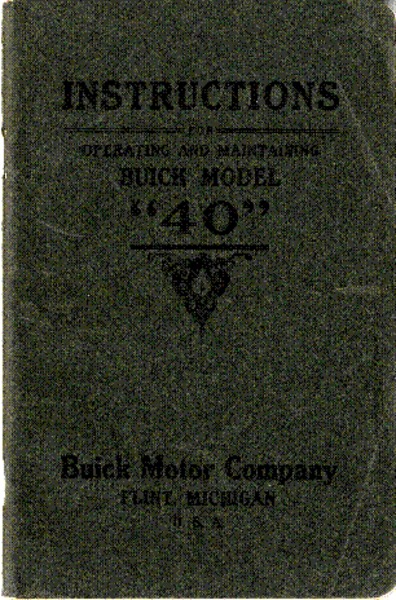 INSTRUCTIONS
FOR
OPERATING AND MAINTAINING
BUICK MODEL
“40”
Buick Motor Company
FLINT, MICHIGAN
U. S. A.